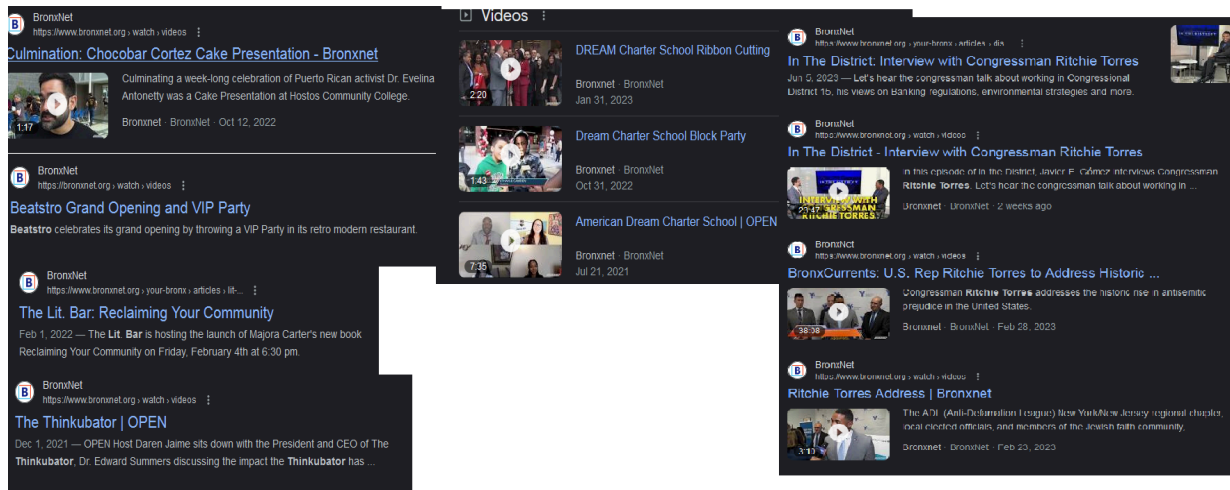 BronxNet
https://www.bronxnet.org › watch › videos
Culmination: Chocobar Cortez Cake Presentation - Bronxnet
1:17
Culminating a week-long celebration of Puerto Rican activist Dr. Evelina
Antonetty was a Cake Presentation at Hostos Community College.
Bronxnet · BronxNet · Oct 12, 2022
BronxNet
https://bronxnet.org › watch › videos
Beatstro Grand Opening and VIP Party
Beatstro celebrates its grand opening by throwing a VIP Party in its retro modern restaurant.
BronxNet
https://www.bronxnet.org › your-bronx › articles › lit-...
The Lit. Bar: Reclaiming Your Community
Feb 1, 2022 — The Lit. Bar is hosting the launch of Majora Carter's new book
Reclaiming Your Community on Friday, February 4th at 6:30 pm.
BronxNet
https://www.bronxnet.org › watch › videos
The Thinkubator | OPEN
Dec 1, 2021 — OPEN Host Daren Jaime sits down with the President and CEO of The
Thinkubator, Dr. Edward Summers discussing the impact the Thinkubator has ...
Videos
2:20
DREAM Charter School Ribbon Cutting
Bronxnet · BronxNet
Jan 31, 2023
1:43
Dream Charter School Block Party
Bronxnet · BronxNet
Oct 31, 2022
7:35
American Dream Charter School | OPEN
Bronxnet · BronxNet
Jul 21, 2021
BronxNet
https://www.bronxnet.org › your-bronx › articles › dis
In The District: Interview with Congressman Ritchie Torres
Jun 5, 2023 — Let's hear the congressman talk about working in Congressional
District 15, his views on Banking regulations, environmental strategies and more.
BronxNet
https://www.bronxnet.org › watch › videos
In The District - Interview with Congressman Ritchie Torres
INTERVIEW WITH
CONGRESSMAN
RITCHIE TORRES
23:47
In this episode of In the District, Javier E. Gómez interviews Congressman
Ritchie Torres. Let's hear the congressman talk about working in ...
Bronxnet · BronxNet · 2 weeks ago
BronxNet
https://www.bronxnet.org › watch › videos
BronxCurrents: U.S. Rep Ritchie Torres to Address Historic ...
38:08
Congressman Ritchie Torres addresses the historic rise in antisemitic
prejudice in the United States.
Bronxnet · BronxNet · Feb 28, 2023
BronxNet
https://www.bronxnet.org › watch › videos
Ritchie Torres Address | Bronxnet
3:10
The ADL (Anti-Defamation League) New York/New Jersey regional chapter,
local elected officials, and members of the Jewish faith community,
Bronxnet · BronxNet · Feb 23, 2023